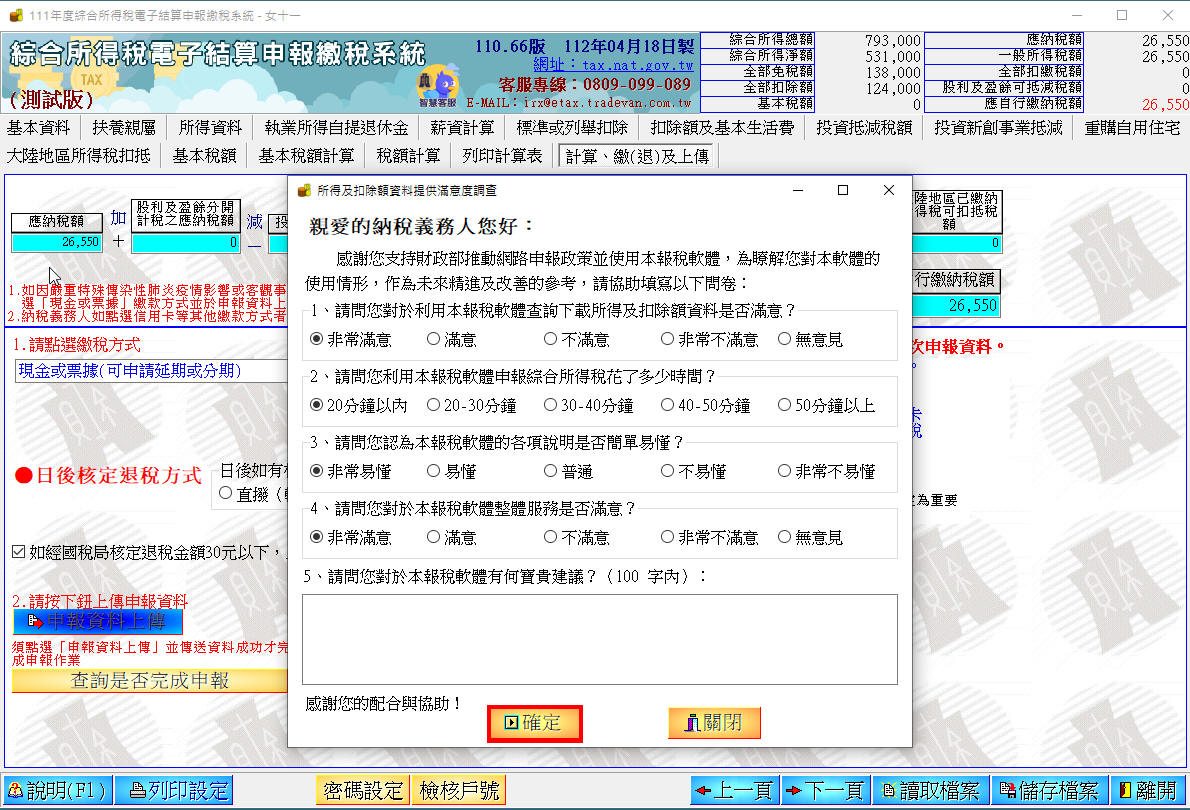 111年度綜合所得稅電子結算申報繳稅系統 - 女十一
綜合所得稅電子結算申報繳稅系統
TAX
(測試版)
110.66版 112年04月18日製
網址：tax.nat.gov.tw
客服專線：0809-099-089
E-MAIL：irx@etax.tradevan.com.tw
智慧客服
綜合所得總額 793,000 應納稅額 26,550
綜合所得淨額 531,000 一般所得稅額 26,550
全部免稅額 138,000 全部扣繳稅額 0
全部扣除額 124,000 股利及盈餘可抵減稅額 0
基本稅額 0 應自行繳納稅額 26,550
基本資料 扶養親屬 所得資料 執業所得自提退休金 薪資計算 標準或列舉扣除 扣除額及基本生活費 投資抵減稅額 投資新創事業抵減 重購自用住宅
大陸地區所得稅扣抵 基本稅額 基本稅額計算 稅額計算 列印計算表 計算、繳(退)及上傳
應納稅額
26,550
加
＋
股利及盈餘分開
計稅之應納稅額
0
減
－
投
陸地區已繳納
得稅可扣抵稅
額
0
行繳納稅額
26,550
1.如因嚴重特殊傳染性肺炎疫情影響或客觀事
選「現金或票據」繳款方式並於申報資料上
2.納稅義務人如點選信用卡等其他繳款方式者
1.請點選繳稅方式
現金或票據(可申請延期或分期)
次申報資料。
。
稅
●日後核定退稅方式
日後如有
直撥（
為重要
如經國稅局核定退稅金額30元以下，
2.請按下鈕上傳申報資料
申報資料上傳
須點選「申報資料上傳」並傳送資料成功才完
成申報作業
查詢是否完成申報
所得及扣除額資料提供滿意度調查
親愛的納稅義務人您好：
感謝您支持財政部推動網路申報政策並使用本報稅軟體，為瞭解您對本軟體的
使用情形，作為未來精進及改善的參考，請協助填寫以下問卷：
1、請問您對於利用本報稅軟體查詢下載所得及扣除額資料是否滿意？
非常滿意 滿意 不滿意 非常不滿意 無意見
2、請問您利用本報稅軟體申報綜合所得稅花了多少時間？
20分鐘以內 20-30分鐘 30-40分鐘 40-50分鐘 50分鐘以上
3、請問您認為本報稅軟體的各項說明是否簡單易懂？
非常易懂 易懂 普通 不易懂 非常不易懂
4、請問您對於本報稅軟體整體服務是否滿意？
非常滿意 滿意 不滿意 非常不滿意 無意見
5、請問您對於本報稅軟體有何寶貴建議？（100 字內）：
感謝您的配合與協助！
確定 關閉
說明(F1) 列印設定 密碼設定 檢核戶號 上一頁 下一頁 讀取檔案 儲存檔案 離開